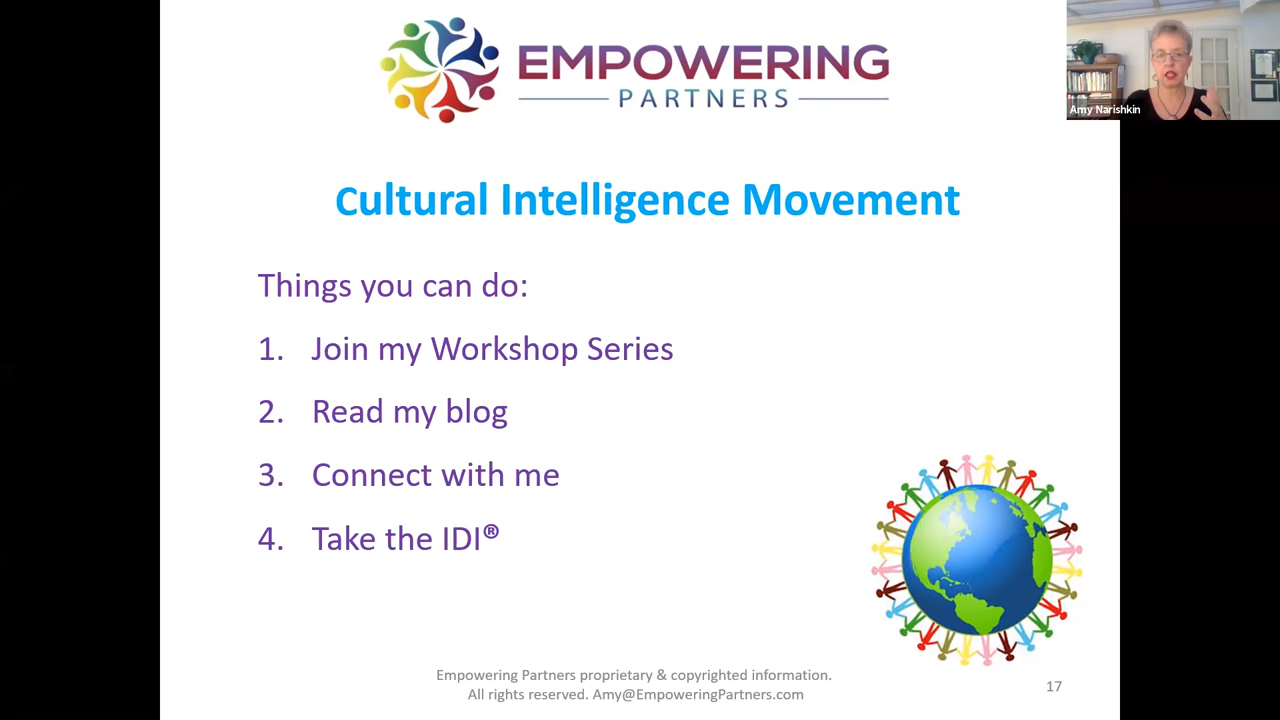 EMPOWERING
PARTNERS
Amy Narishkin
Cultural Intelligence Movement
Things you can do:
1. Join my Workshop Series
2. Read my blog
3. Connect with me
4. Take the IDI®
Empowering Partners proprietary & copyrighted information.
All rights reserved. Amy@EmpoweringPartners.com
17